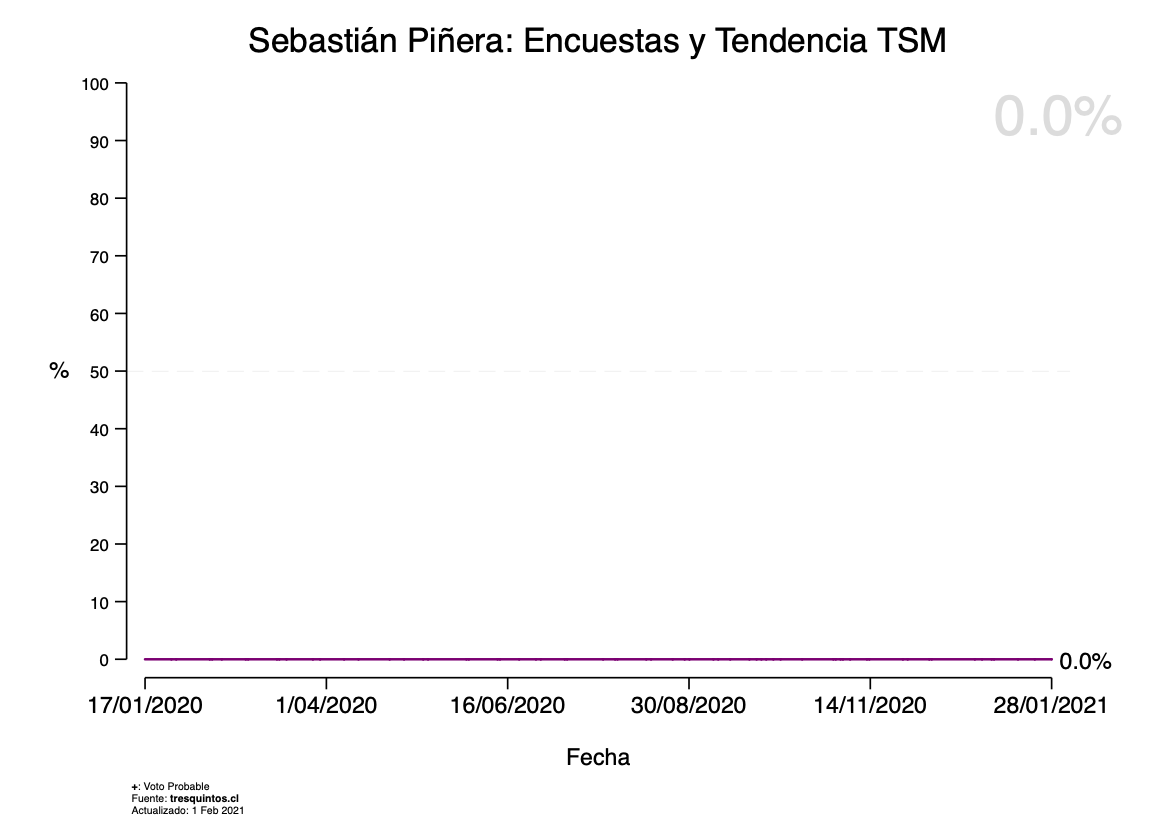 Sebastián Piñera: Encuestas y Tendencia TSM
0.0%
100
90
80
70
60
% 50
40
30
20
10
0
0.0%
17/01/2020 1/04/2020 16/06/2020 30/08/2020 14/11/2020 28/01/2021
Fecha
+: Voto Probable
Fuente: tresquintos.cl
Actualizado: 1 Feb 2021